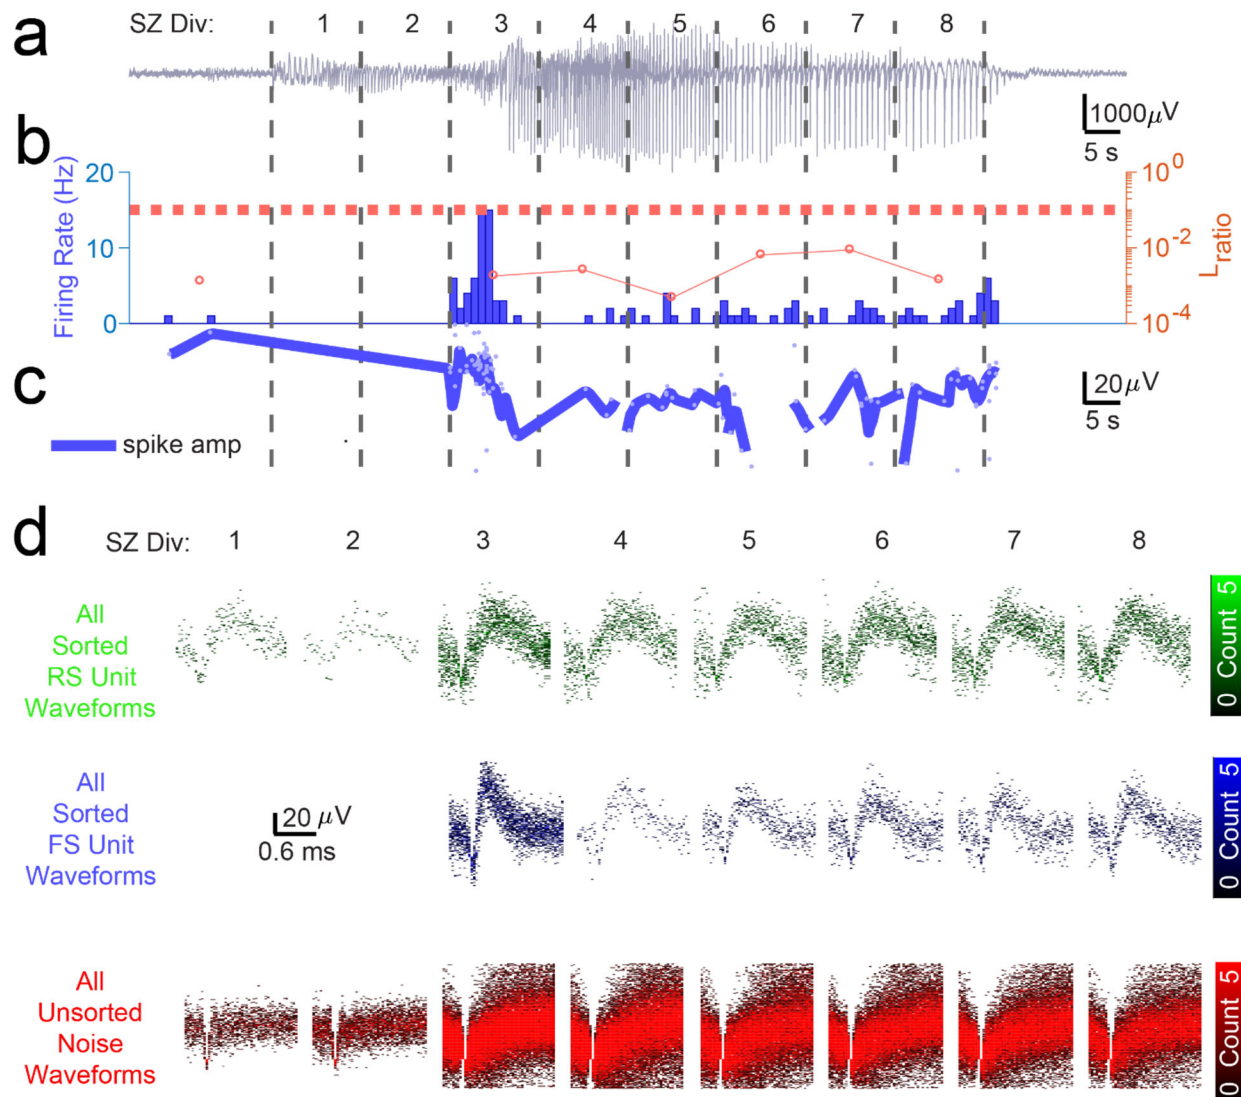 a
SZ Div: 1 2 3 4 5 6 7 8
1000μV
5 s
b
Firing Rate (Hz)
20
10
0
10^0
10^-2
10^-4
L_ratio
c
20μV
5 s
spike amp
d
SZ Div: 1 2 3 4 5 6 7 8
All
Sorted
RS Unit
Waveforms
0 Count 5
All
Sorted
FS Unit
Waveforms
20 μV
0.6 ms
0 Count 5
All
Unsorted
Noise
Waveforms
0 Count 5